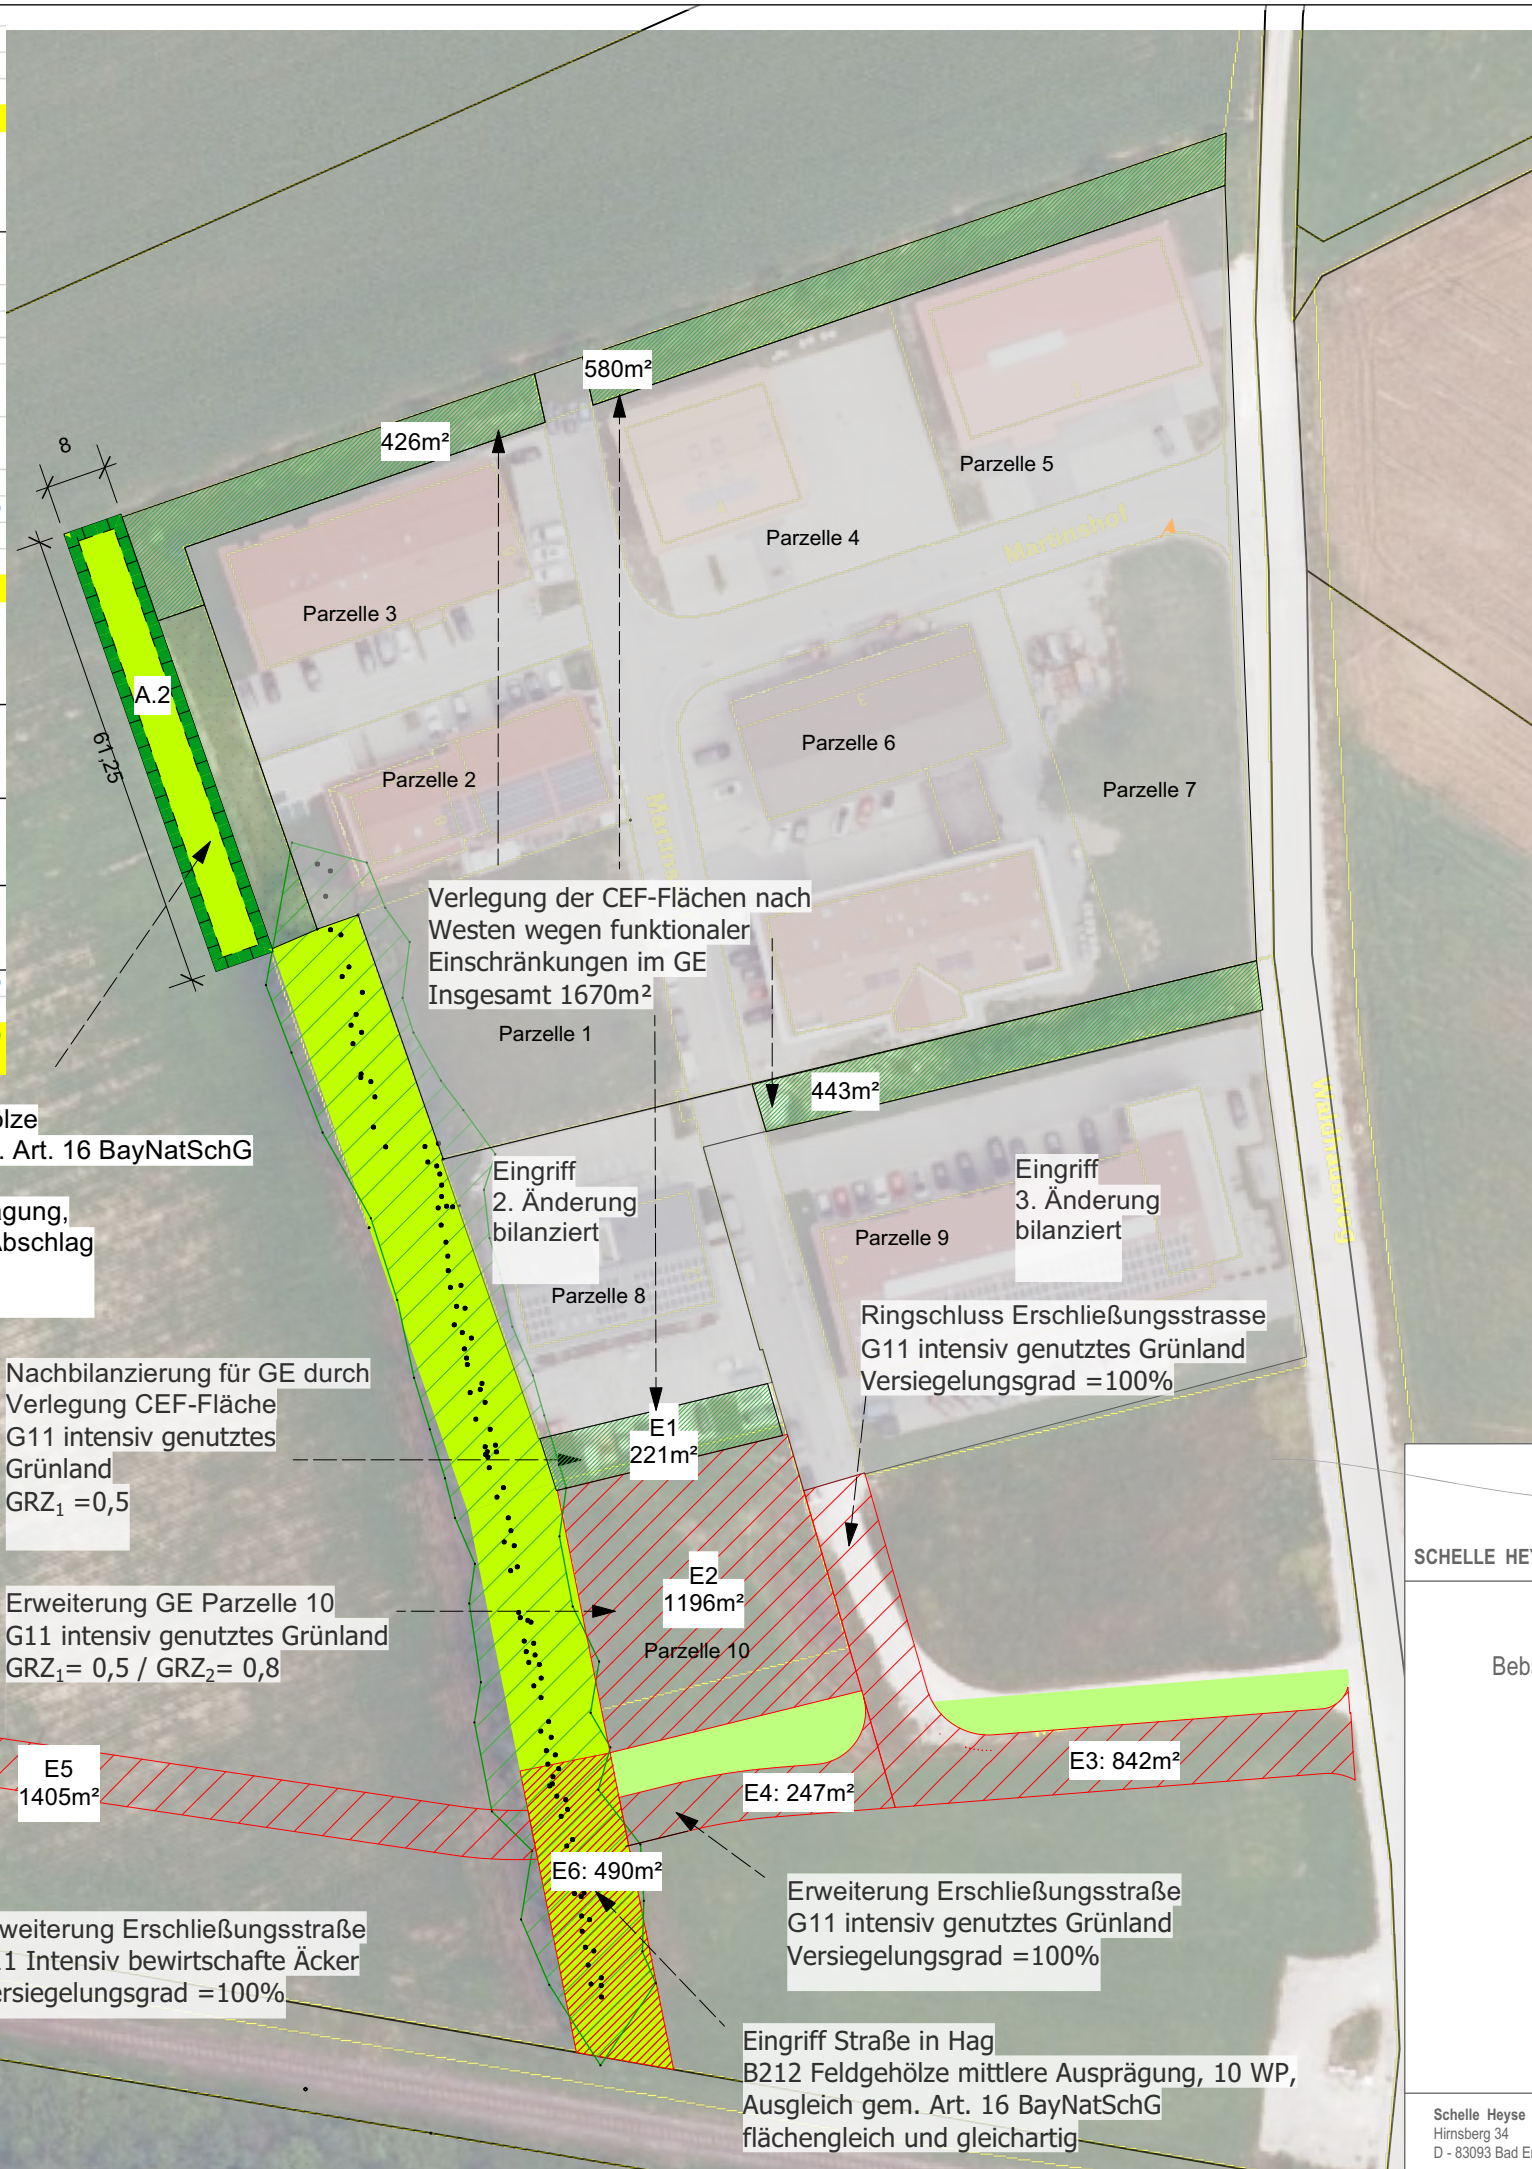 580m²
426m²
8
Parzelle 5
Parzelle 4
Martinshof
Parzelle 3
A.2
61,25
Parzelle 6
Parzelle 2
Parzelle 7
Verlegung der CEF-Flächen nach
Westen wegen funktionaler
Einschränkungen im GE
Insgesamt 1670m²
Parzelle 1
443m²
. Art. 16 BayNatSchG
Eingriff
2. Änderung
bilanziert
Eingriff
3. Änderung
bilanziert
Parzelle 9
Parzelle 8
Waldhausweg
Ringschluss Erschließungsstrasse
G11 intensiv genutztes Grünland
Versiegelungsgrad =100%
Nachbilanzierung für GE durch
Verlegung CEF-Fläche
G11 intensiv genutztes
Grünland
GRZ₁ =0,5
E1
221m²
SCHELLE HEY
E2
1196m²
Parzelle 10
Erweiterung GE Parzelle 10
G11 intensiv genutztes Grünland
GRZ₁= 0,5 / GRZ₂= 0,8
Beba
E5
1405m²
E3: 842m²
E4: 247m²
E6: 490m²
Erweiterung Erschließungsstraße
G11 intensiv genutztes Grünland
Versiegelungsgrad =100%
weiterung Erschließungsstraße
11 Intensiv bewirtschafte Äcker
ersiegelungsgrad =100%
Eingriff Straße in Hag
B212 Feldgehölze mittlere Ausprägung, 10 WP,
Ausgleich gem. Art. 16 BayNatSchG
flächengleich und gleichartig
Schelle Heyse
Hirnsberg 34
D - 83093 Bad En